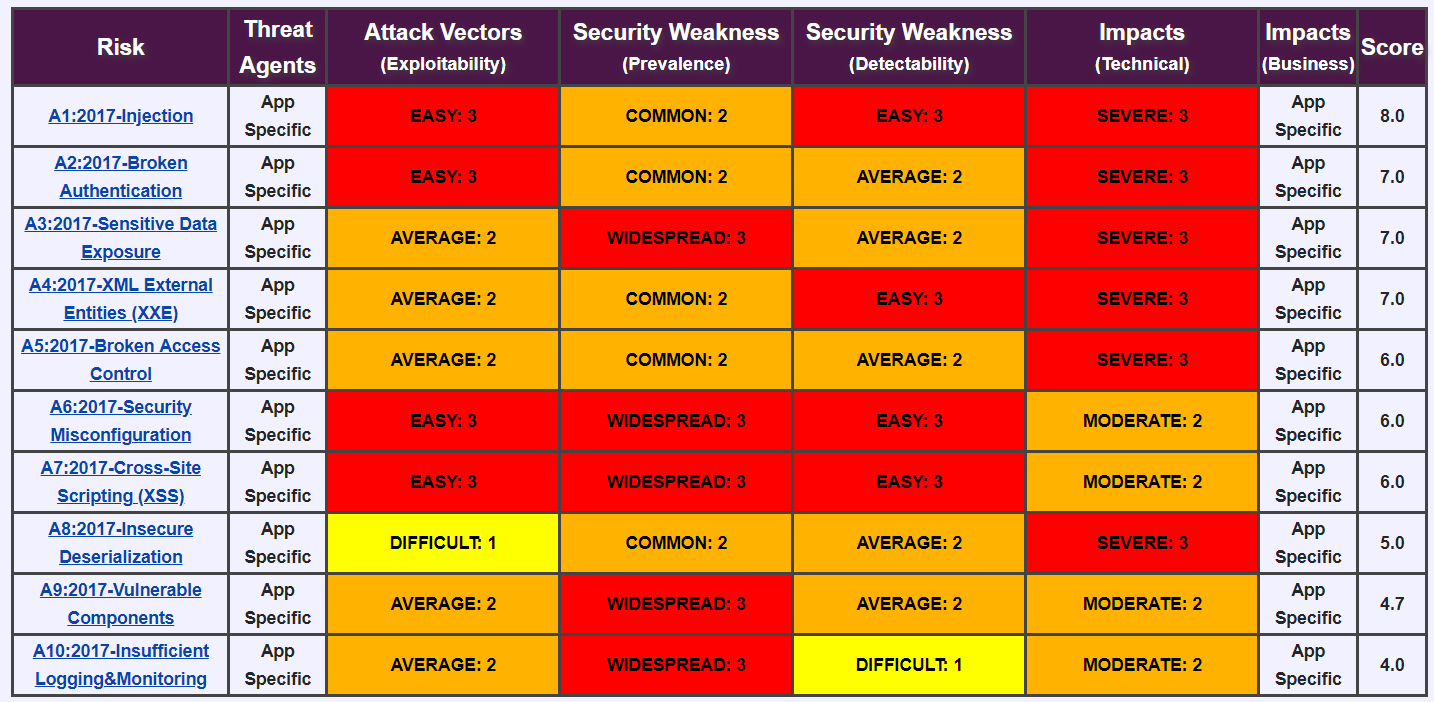 Risk
Threat
Agents
Attack Vectors
(Exploitability)
Security Weakness
(Prevalence)
Security Weakness
(Detectability)
Impacts
(Technical)
Impacts
(Business)
Score
A1:2017-Injection
App
Specific
EASY: 3
COMMON: 2
EASY: 3
SEVERE: 3
App
Specific
8.0
A2:2017-Broken
Authentication
App
Specific
EASY: 3
COMMON: 2
AVERAGE: 2
SEVERE: 3
App
Specific
7.0
A3:2017-Sensitive Data
Exposure
App
Specific
AVERAGE: 2
WIDESPREAD: 3
AVERAGE: 2
SEVERE: 3
App
Specific
7.0
A4:2017-XML External
Entities (XXE)
App
Specific
AVERAGE: 2
COMMON: 2
EASY: 3
SEVERE: 3
App
Specific
7.0
A5:2017-Broken Access
Control
App
Specific
AVERAGE: 2
COMMON: 2
AVERAGE: 2
SEVERE: 3
App
Specific
6.0
A6:2017-Security
Misconfiguration
App
Specific
EASY: 3
WIDESPREAD: 3
EASY: 3
MODERATE: 2
App
Specific
6.0
A7:2017-Cross-Site
Scripting (XSS)
App
Specific
EASY: 3
WIDESPREAD: 3
EASY: 3
MODERATE: 2
App
Specific
6.0
A8:2017-Insecure
Deserialization
App
Specific
DIFFICULT: 1
COMMON: 2
AVERAGE: 2
SEVERE: 3
App
Specific
5.0
A9:2017-Vulnerable
Components
App
Specific
AVERAGE: 2
WIDESPREAD: 3
AVERAGE: 2
MODERATE: 2
App
Specific
4.7
A10:2017-Insufficient
Logging&Monitoring
App
Specific
AVERAGE: 2
WIDESPREAD: 3
DIFFICULT: 1
MODERATE: 2
App
Specific
4.0